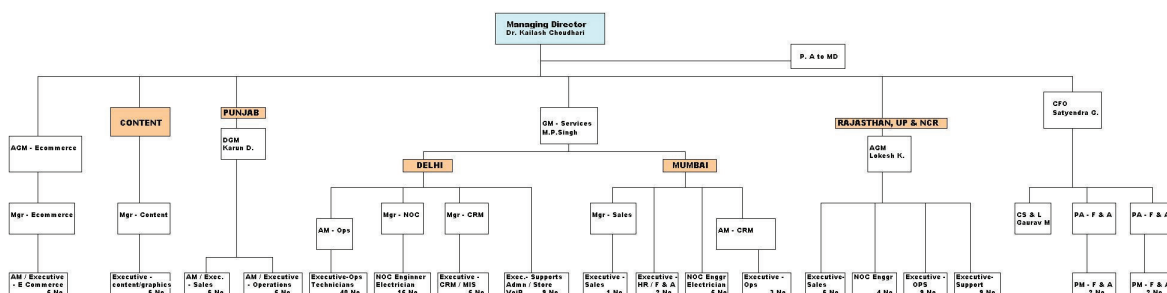 Managing Director
Dr. Kailash Choudhari
P. A to MD
CONTENT
PUNJAB
DGM
Karun D.
GM - Services
M.P.Singh
CFO
Satyendra G.
RAJASTHAN, UP & NCR
AGM
Lokesh K.
AGM - Ecommerce
DELHI
MUMBAI
Mgr - Ecommerce
Mgr - Content
AM - Ops
Mgr - NOC
Mgr - CRM
Mgr - Sales
AM - CRM
CS & L
Gaurav M
PA - F & A
PA - F & A
AM / Executive
- E Commerce
Executive -
content/graphics
AM / Exec.
- Sales
AM / Executive
- Operations
Executive-Ops
Technicians
NOC Enginner
Electrician
Executive -
CRM / MIS
Exec.- Supports
Admn / Store
Executive -
Sales
Executive -
HR / F & A
NOC Enggr
Electrician
Executive -
Ops
Executive-
Sales
NOC Enggr
Executive -
OPS
Executive-
Support
PM - F & A
PM - F & A